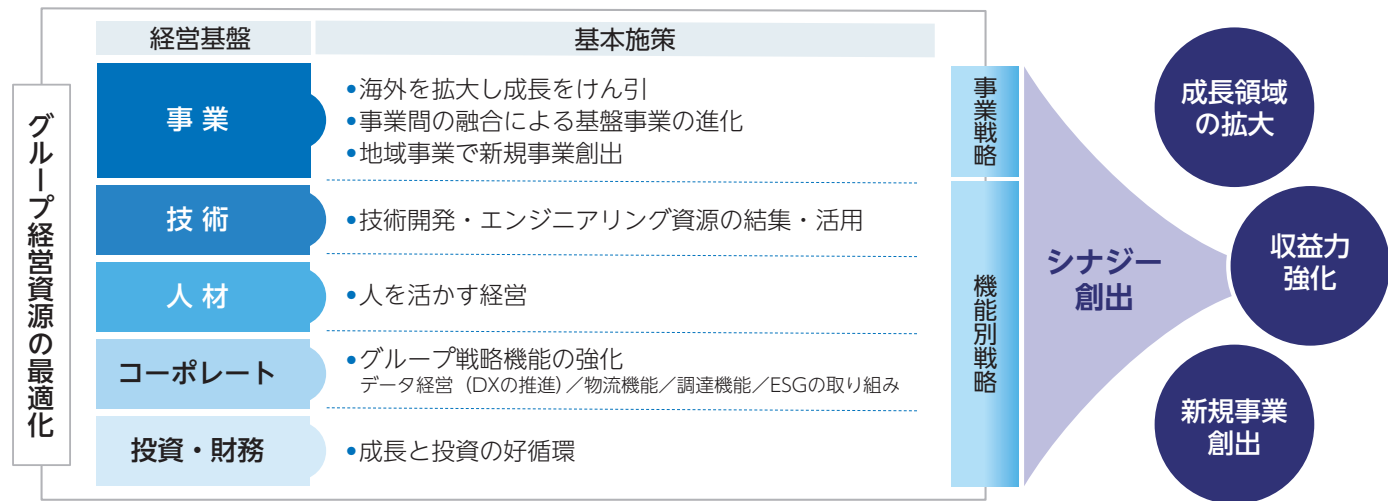 グループ経営資源の最適化
経営基盤
基本施策
事業
•海外を拡大し成長をけん引
•事業間の融合による基盤事業の進化
•地域事業で新規事業創出
技術
•技術開発・エンジニアリング資源の結集・活用
人材
•人を活かす経営
コーポレート
•グループ戦略機能の強化
データ経営（DXの推進）／物流機能／調達機能／ESGの取り組み
投資・財務
•成長と投資の好循環
事業戦略
機能別戦略
シナジー
創出
成長領域
の拡大
収益力
強化
新規事業
創出